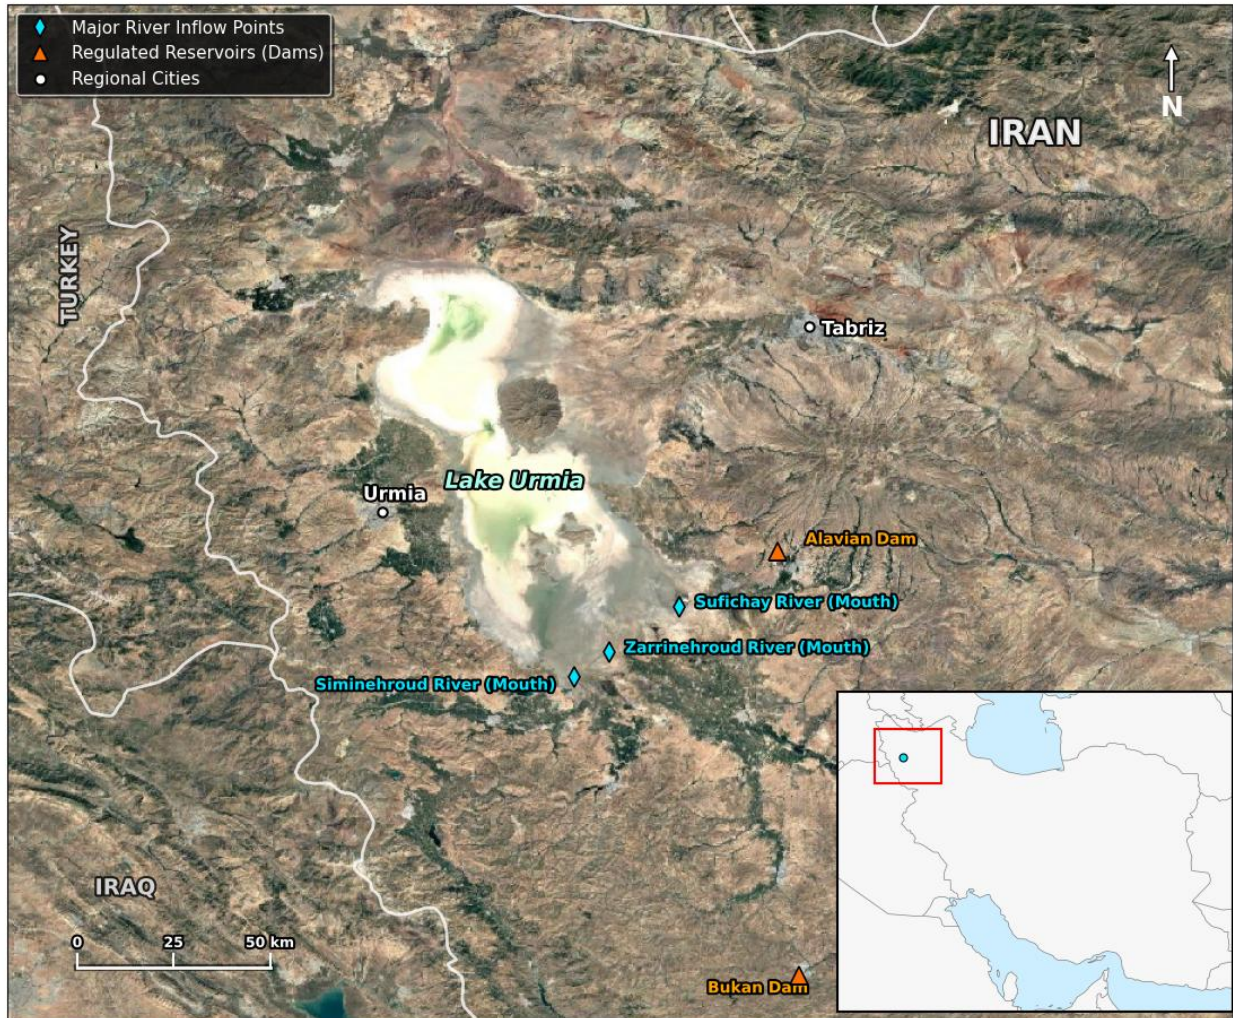 Major River Inflow Points
Regulated Reservoirs (Dams)
Regional Cities
N
IRAN
TURKEY
Tabriz
Lake Urmia
Urmia
Alavian Dam
Sufichay River (Mouth)
Zarrinehroud River (Mouth)
Siminehroud River (Mouth)
IRAQ
0 25 50 km
Bukan Dam